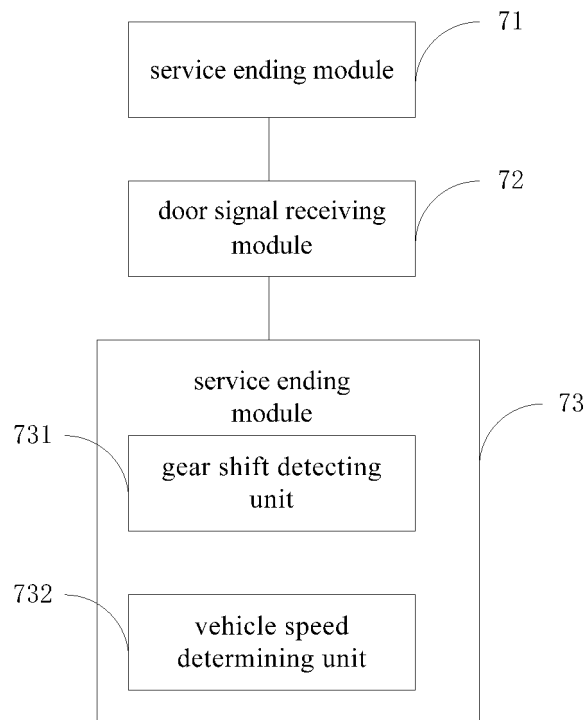 71
service ending module
72
door signal receiving
module
service ending
module
73
731
gear shift detecting
unit
732
vehicle speed
determining unit